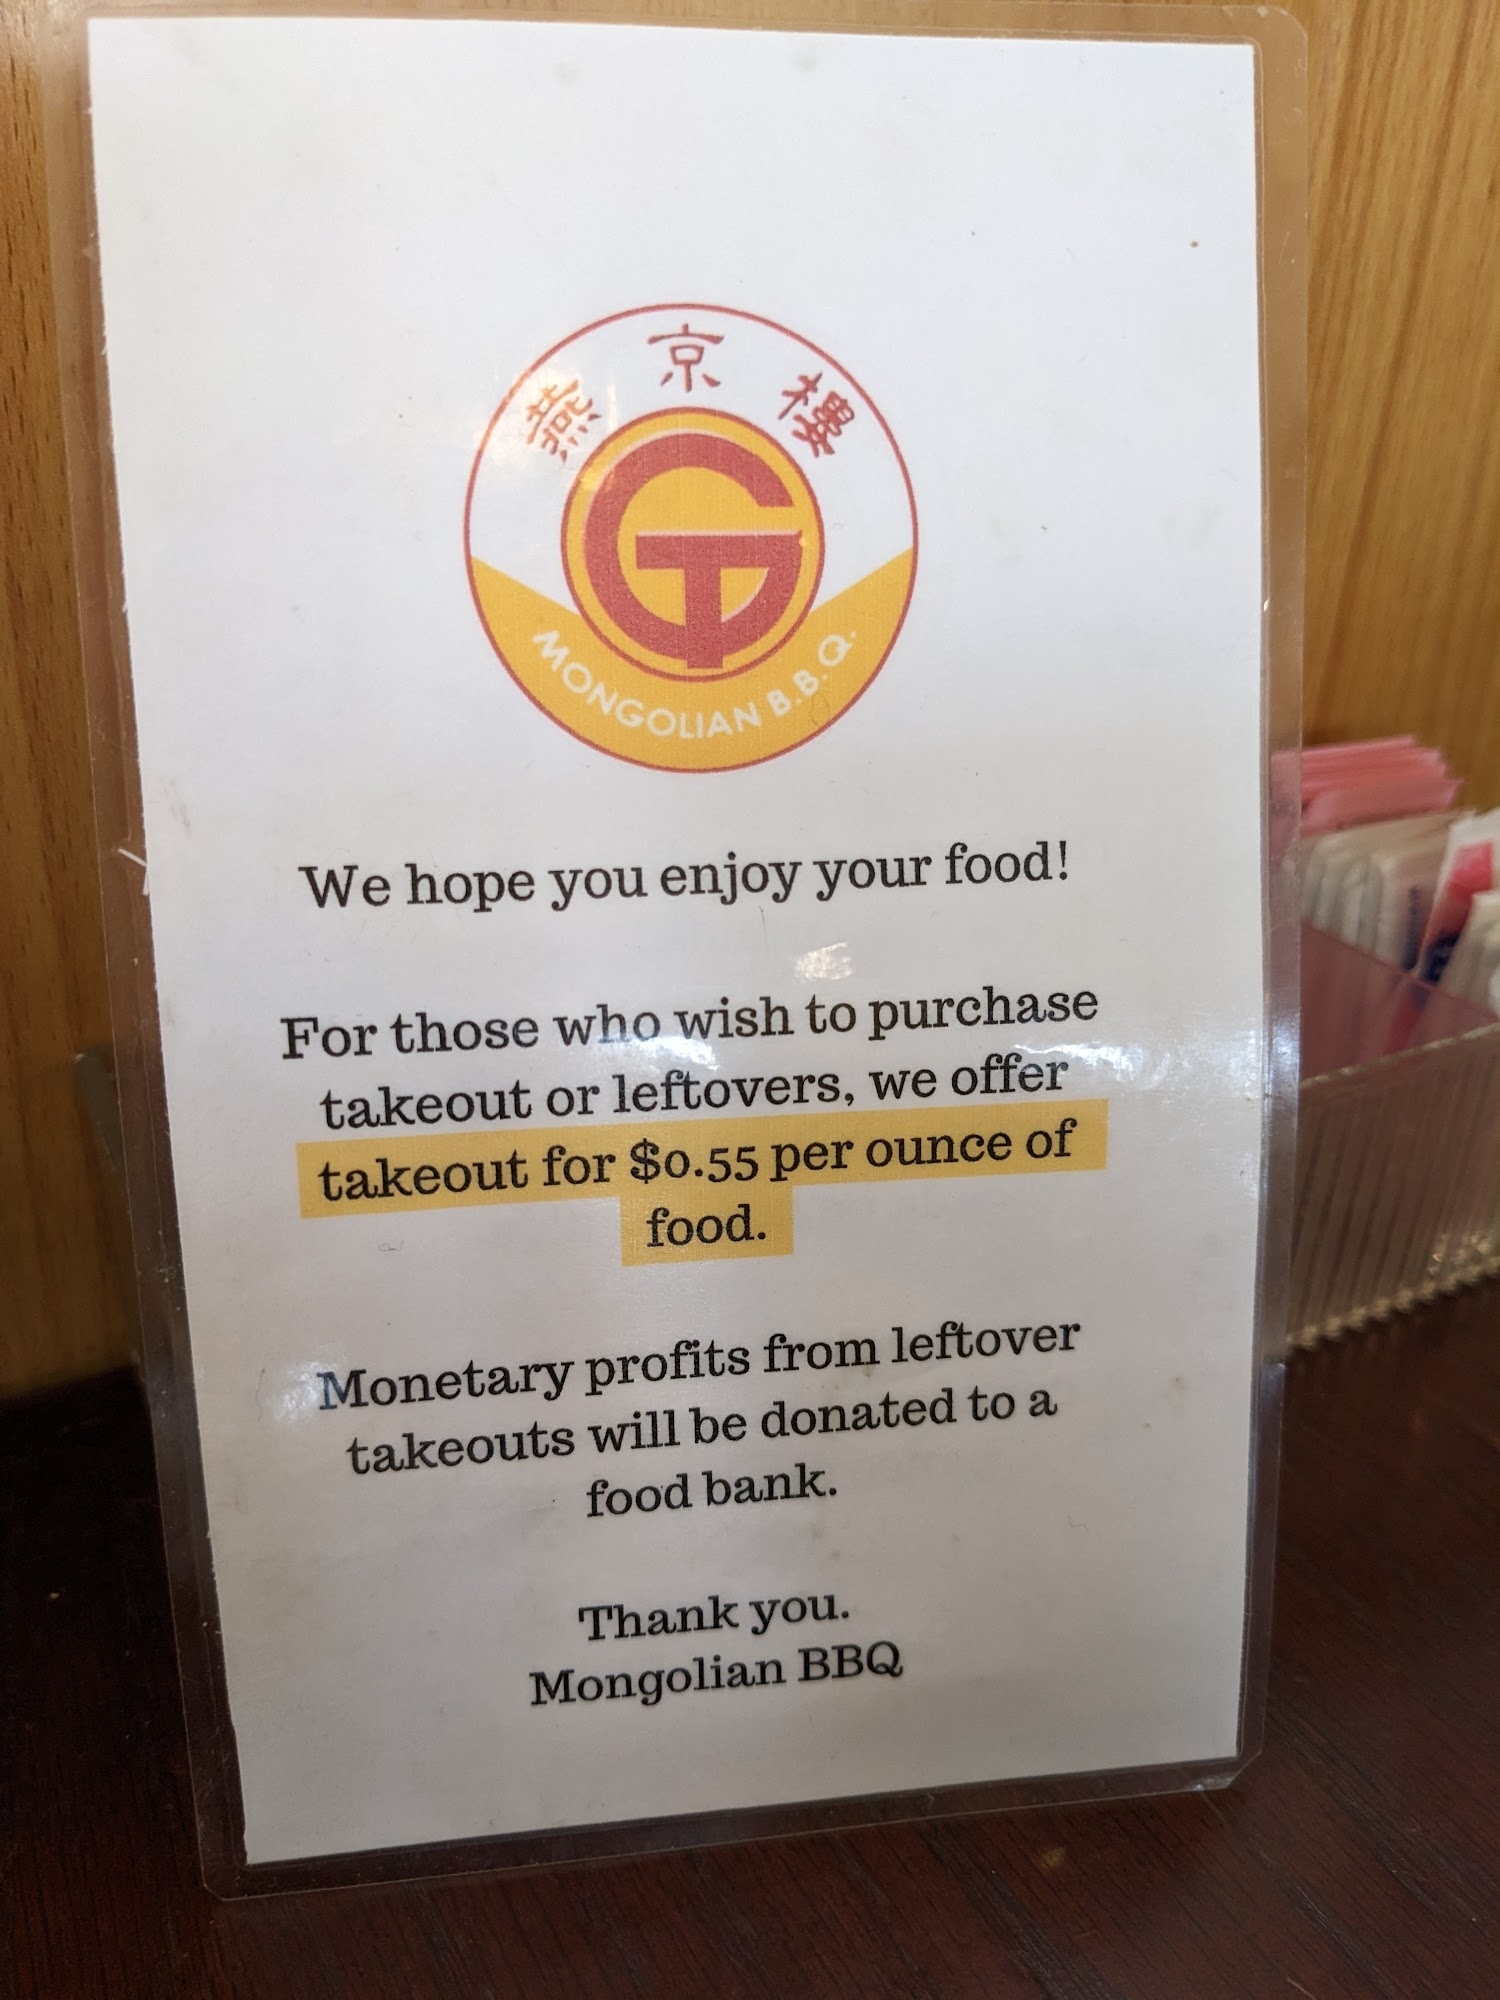 燕京樓
GT
MONGOLIAN B.B.Q.
We hope you enjoy your food!
For those who wish to purchase
takeout or leftovers, we offer
takeout for $0.55 per ounce of
food.
Monetary profits from leftover
takeouts will be donated to a
food bank.
Thank you.
Mongolian BBQ